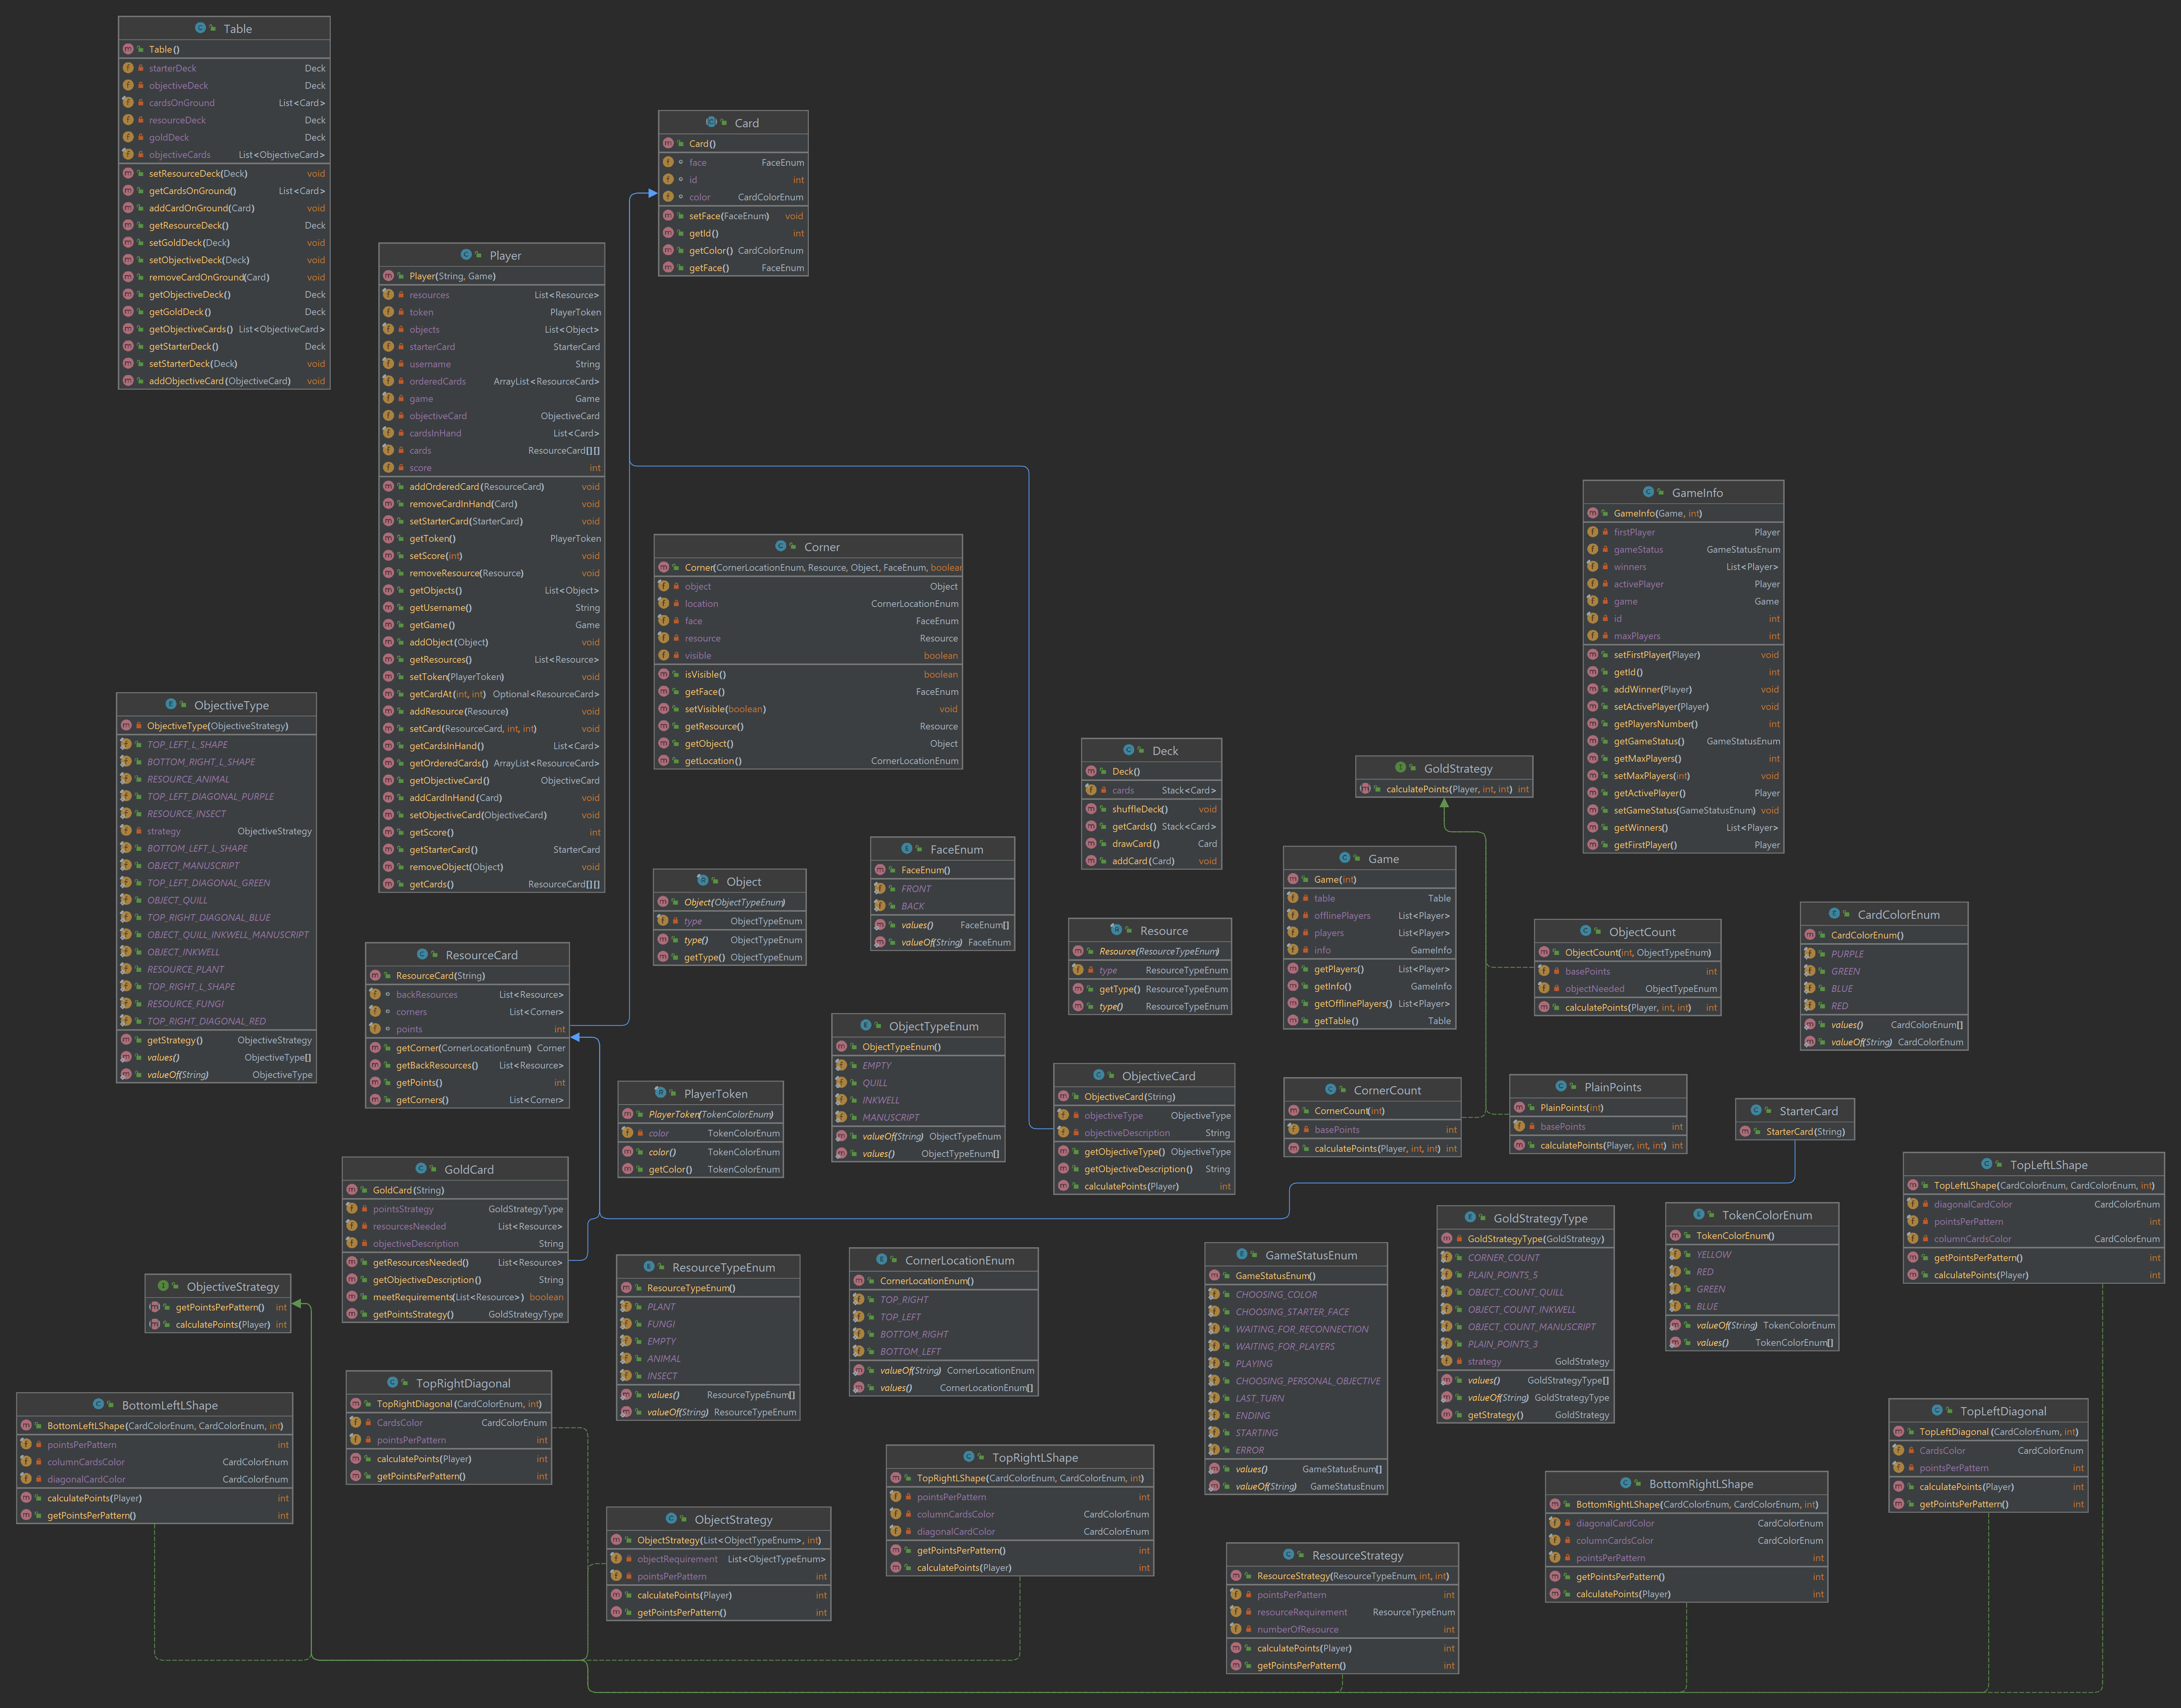 Table
Table()
starterDeck Deck
objectiveDeck Deck
cardsOnGround List<Card>
resourceDeck Deck
goldDeck Deck
objectiveCards List<ObjectiveCard>
setResourceDeck(Deck) void
getCardsOnGround() List<Card>
addCardOnGround(Card) void
getResourceDeck() Deck
setGoldDeck(Deck) void
setObjectiveDeck(Deck) void
removeCardOnGround(Card) void
getObjectiveDeck() Deck
getGoldDeck() Deck
getObjectiveCards() List<ObjectiveCard>
getStarterDeck() Deck
setStarterDeck(Deck) void
addObjectiveCard(ObjectiveCard) void
Card
Card()
face FaceEnum
id int
color CardColorEnum
setFace(FaceEnum) void
getId() int
getColor() CardColorEnum
getFace() FaceEnum
Player
Player(String, Game)
resources List<Resource>
token PlayerToken
objects List<Object>
starterCard StarterCard
username String
orderedCards ArrayList<ResourceCard>
game Game
objectiveCard ObjectiveCard
cardsInHand List<Card>
cards ResourceCard[][]
score int
addOrderedCard(ResourceCard) void
removeCardInHand(Card) void
setStarterCard(StarterCard) void
getToken() PlayerToken
setScore(int) void
removeResource(Resource) void
getObjects() List<Object>
getUsername() String
getGame() Game
addObject(Object) void
getResources() List<Resource>
setToken(PlayerToken) void
getCardAt(int, int) Optional<ResourceCard>
addResource(Resource) void
setCard(ResourceCard, int, int) void
getCardsInHand() List<Card>
getOrderedCards() ArrayList<ResourceCard>
getObjectiveCard() ObjectiveCard
addCardInHand(Card) void
setObjectiveCard(ObjectiveCard) void
getScore() int
getStarterCard() StarterCard
removeObject(Object) void
getCards() ResourceCard[][]
GameInfo
GameInfo(Game, int)
firstPlayer Player
gameStatus GameStatusEnum
winners List<Player>
activePlayer Player
game Game
id int
maxPlayers int
setFirstPlayer(Player) void
getId() int
addWinner(Player) void
setActivePlayer(Player) void
getPlayersNumber() int
getGameStatus() GameStatusEnum
getMaxPlayers() int
setMaxPlayers(int) void
getActivePlayer() Player
setGameStatus(GameStatusEnum) void
getWinners() List<Player>
getFirstPlayer() Player
Corner
Corner(CornerLocationEnum, Resource, Object, FaceEnum, boolean
object Object
location CornerLocationEnum
face FaceEnum
resource Resource
visible boolean
isVisible() boolean
getFace() FaceEnum
setVisible(boolean) void
getResource() Resource
getObject() Object
getLocation() CornerLocationEnum
ObjectiveType
ObjectiveType(ObjectiveStrategy)
TOP_LEFT_L_SHAPE
BOTTOM_RIGHT_L_SHAPE
RESOURCE_ANIMAL
TOP_LEFT_DIAGONAL_PURPLE
RESOURCE_INSECT
strategy ObjectiveStrategy
BOTTOM_LEFT_L_SHAPE
OBJECT_MANUSCRIPT
TOP_LEFT_DIAGONAL_GREEN
OBJECT_QUILL
TOP_RIGHT_DIAGONAL_BLUE
OBJECT_QUILL_INKWELL_MANUSCRIPT
OBJECT_INKWELL
RESOURCE_PLANT
TOP_RIGHT_L_SHAPE
RESOURCE_FUNGI
TOP_RIGHT_DIAGONAL_RED
getStrategy() ObjectiveStrategy
values() ObjectiveType[]
valueOf(String) ObjectiveType
Deck
Deck()
cards Stack<Card>
shuffleDeck() void
getCards() Stack<Card>
drawCard() Card
addCard(Card) void
GoldStrategy
calculatePoints(Player, int, int) int
FaceEnum
FaceEnum()
FRONT
BACK
values() FaceEnum[]
valueOf(String) FaceEnum
Game
Game(int)
table Table
offlinePlayers List<Player>
players List<Player>
info GameInfo
getPlayers() List<Player>
getInfo() GameInfo
getOfflinePlayers() List<Player>
getTable() Table
Object
Object(ObjectTypeEnum)
type ObjectTypeEnum
type() ObjectTypeEnum
getType() ObjectTypeEnum
CardColorEnum
CardColorEnum()
PURPLE
GREEN
BLUE
RED
values() CardColorEnum[]
valueOf(String) CardColorEnum
Resource
Resource(ResourceTypeEnum)
type ResourceTypeEnum
getType() ResourceTypeEnum
type() ResourceTypeEnum
ObjectCount
ObjectCount(int, ObjectTypeEnum)
basePoints int
objectNeeded ObjectTypeEnum
calculatePoints(Player, int, int) int
ResourceCard
ResourceCard(String)
backResources List<Resource>
corners List<Corner>
points int
getCorner(CornerLocationEnum) Corner
getBackResources() List<Resource>
getPoints() int
getCorners() List<Corner>
ObjectTypeEnum
ObjectTypeEnum()
EMPTY
QUILL
INKWELL
MANUSCRIPT
valueOf(String) ObjectTypeEnum
values() ObjectTypeEnum[]
ObjectiveCard
ObjectiveCard(String)
objectiveType ObjectiveType
objectiveDescription String
getObjectiveType() ObjectiveType
getObjectiveDescription() String
calculatePoints(Player) int
PlayerToken
PlayerToken(TokenColorEnum)
color TokenColorEnum
color() TokenColorEnum
getColor() TokenColorEnum
CornerCount
CornerCount(int)
basePoints int
calculatePoints(Player, int, int) int
PlainPoints
PlainPoints(int)
basePoints int
calculatePoints(Player, int, int) int
StarterCard
StarterCard(String)
GoldCard
GoldCard(String)
pointsStrategy GoldStrategyType
resourcesNeeded List<Resource>
objectiveDescription String
getResourcesNeeded() List<Resource>
getObjectiveDescription() String
meetRequirements(List<Resource>) boolean
getPointsStrategy() GoldStrategyType
TopLeftLShape
TopLeftLShape(CardColorEnum, CardColorEnum, int)
diagonalCardColor CardColorEnum
pointsPerPattern int
columnCardsColor CardColorEnum
getPointsPerPattern() int
calculatePoints(Player) int
GoldStrategyType
GoldStrategyType(GoldStrategy)
CORNER_COUNT
PLAIN_POINTS_5
OBJECT_COUNT_QUILL
OBJECT_COUNT_INKWELL
OBJECT_COUNT_MANUSCRIPT
PLAIN_POINTS_3
strategy GoldStrategy
values() GoldStrategyType[]
valueOf(String) GoldStrategyType
getStrategy() GoldStrategy
TokenColorEnum
TokenColorEnum()
YELLOW
RED
GREEN
BLUE
valueOf(String) TokenColorEnum
values() TokenColorEnum[]
ResourceTypeEnum
ResourceTypeEnum()
PLANT
FUNGI
EMPTY
ANIMAL
INSECT
values() ResourceTypeEnum[]
valueOf(String) ResourceTypeEnum
CornerLocationEnum
CornerLocationEnum()
TOP_RIGHT
TOP_LEFT
BOTTOM_RIGHT
BOTTOM_LEFT
valueOf(String) CornerLocationEnum
values() CornerLocationEnum[]
GameStatusEnum
GameStatusEnum()
CHOOSING_COLOR
CHOOSING_STARTER_FACE
WAITING_FOR_RECONNECTION
WAITING_FOR_PLAYERS
PLAYING
CHOOSING_PERSONAL_OBJECTIVE
LAST_TURN
ENDING
STARTING
ERROR
values() GameStatusEnum[]
valueOf(String) GameStatusEnum
ObjectiveStrategy
getPointsPerPattern() int
calculatePoints(Player) int
BottomLeftLShape
BottomLeftLShape(CardColorEnum, CardColorEnum, int)
pointsPerPattern int
columnCardsColor CardColorEnum
diagonalCardColor CardColorEnum
calculatePoints(Player) int
getPointsPerPattern() int
TopRightDiagonal
TopRightDiagonal(CardColorEnum, int)
CardsColor CardColorEnum
pointsPerPattern int
calculatePoints(Player) int
getPointsPerPattern() int
TopLeftDiagonal
TopLeftDiagonal(CardColorEnum, int)
CardsColor CardColorEnum
pointsPerPattern int
calculatePoints(Player) int
getPointsPerPattern() int
TopRightLShape
TopRightLShape(CardColorEnum, CardColorEnum, int)
pointsPerPattern int
columnCardsColor CardColorEnum
diagonalCardColor CardColorEnum
getPointsPerPattern() int
calculatePoints(Player) int
BottomRightLShape
BottomRightLShape(CardColorEnum, CardColorEnum, int)
diagonalCardColor CardColorEnum
columnCardsColor CardColorEnum
pointsPerPattern int
getPointsPerPattern() int
calculatePoints(Player) int
ObjectStrategy
ObjectStrategy(List<ObjectTypeEnum>, int)
objectRequirement List<ObjectTypeEnum>
pointsPerPattern int
calculatePoints(Player) int
getPointsPerPattern() int
ResourceStrategy
ResourceStrategy(ResourceTypeEnum, int, int)
pointsPerPattern int
resourceRequirement ResourceTypeEnum
numberOfResource int
calculatePoints(Player) int
getPointsPerPattern() int